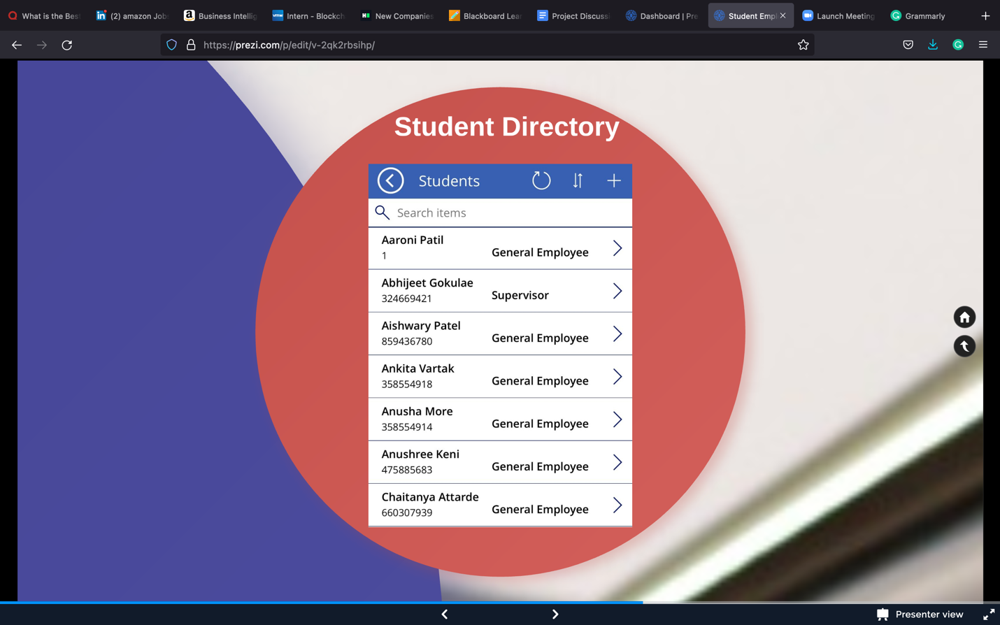 What is the Bes
(2) amazon Job
Business Intellig
vmw
Intern - Blockch
New Companies
Blackboard Lear
Project Discussi
Dashboard | Pre
Student Empl
Launch Meeting
Grammarly
https://prezi.com/p/edit/v-2qk2rbsihp/
Student Directory
Students
Search items
Aaroni Patil
1
General Employee
Abhijeet Gokulae
324669421
Supervisor
Aishwary Patel
859436780
General Employee
Ankita Vartak
358554918
General Employee
Anusha More
358554914
General Employee
Anushree Keni
475885683
General Employee
Chaitanya Attarde
660307939
General Employee
Presenter view